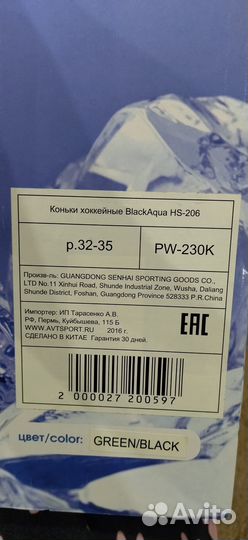 Коньки хоккейные BlackAqua HS-206
р.32-35
PW-230K
Произв-ль: GUANGDONG SENHAI SPORTING GOODS CO.,
LTD No.11 Xinhui Road, Shunde Industrial Zone, Wusha, Daliang
Shunde District, Foshan, Guangdong Province 528333 P.R.China
Импортер: ИП Тарасенко А.В.
РФ, Пермь, Куйбышева, 115 Б
WWW.AVTSPORT.RU 2016 г.
СДЕЛАНО В КИТАЕ Гарантия 30 дней.
EAC
2 000027 200597
цвет/color: GREEN/BLACK
Avito